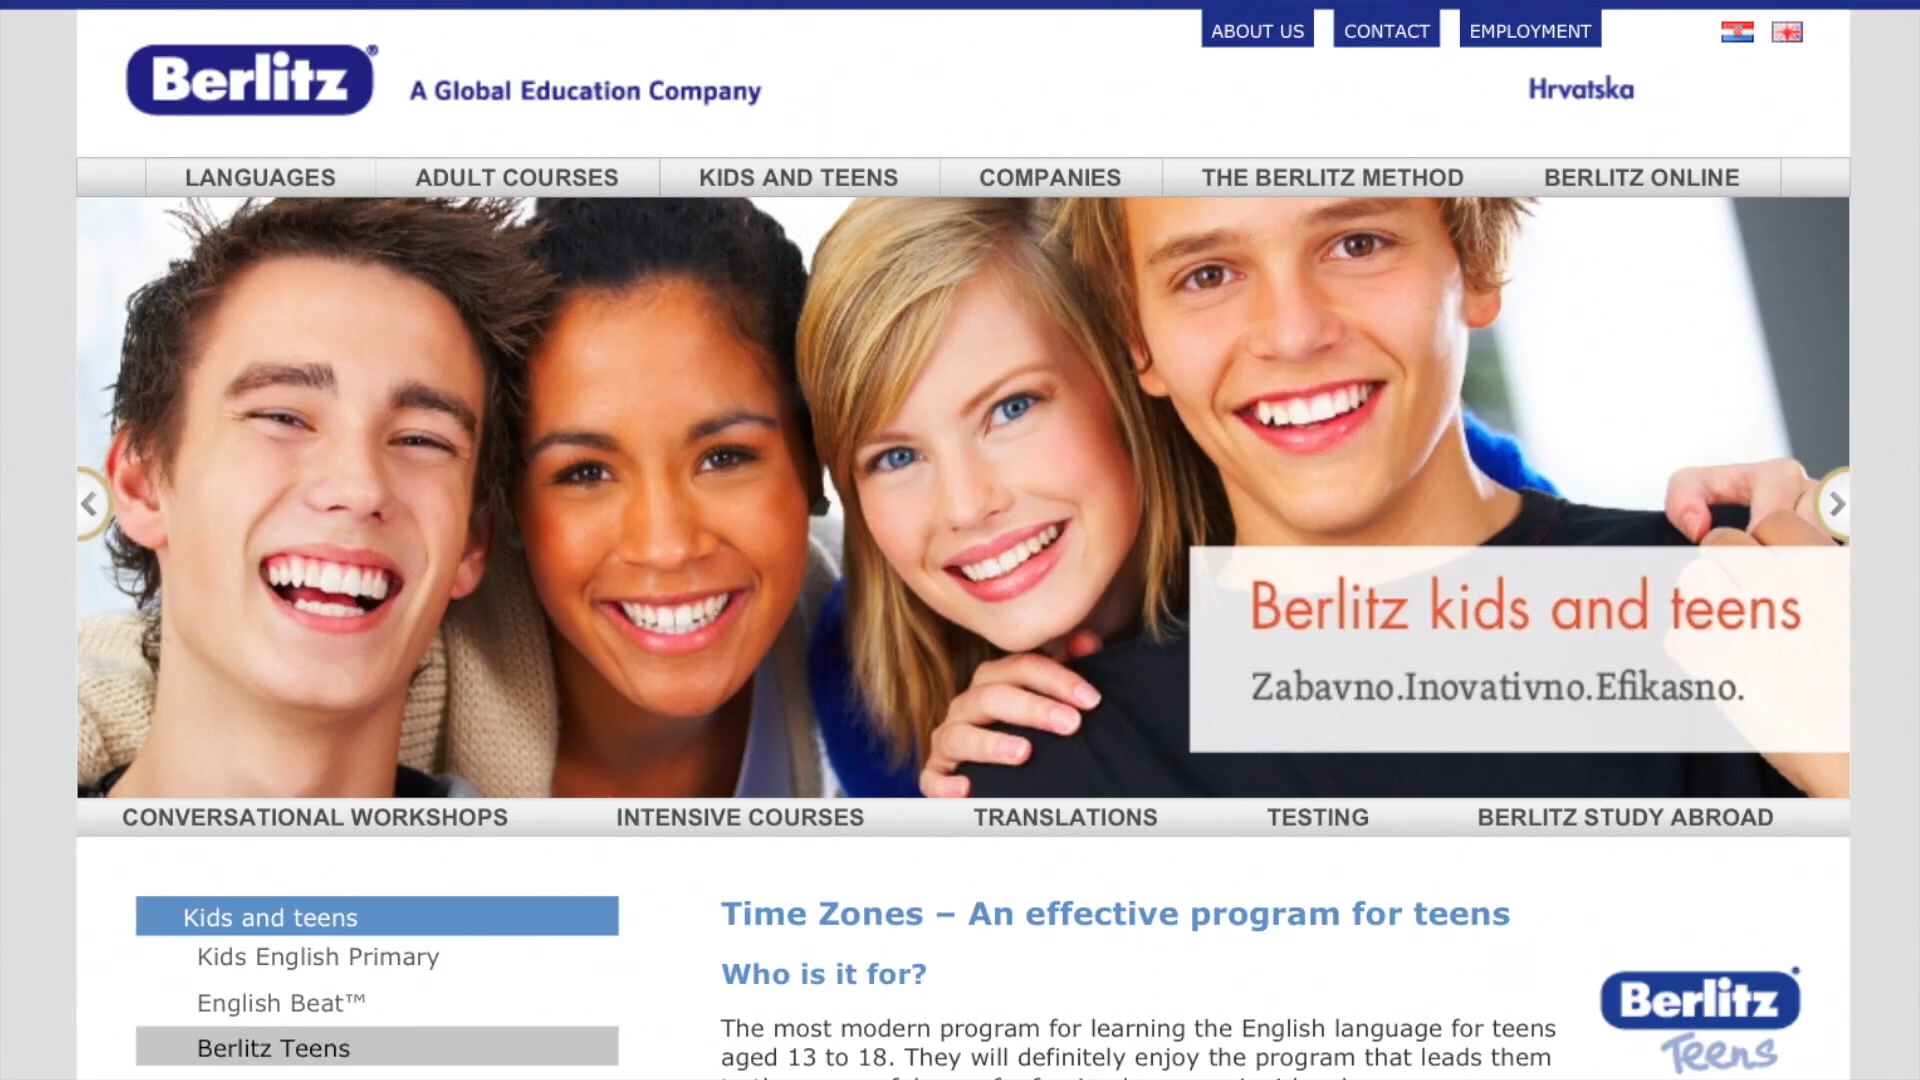 ABOUT US CONTACT EMPLOYMENT
Berlitz®
A Global Education Company
Hrvatska
LANGUAGES ADULT COURSES KIDS AND TEENS COMPANIES THE BERLITZ METHOD BERLITZ ONLINE
Berlitz kids and teens
Zabavno.Inovativno.Efikasno.
CONVERSATIONAL WORKSHOPS INTENSIVE COURSES TRANSLATIONS TESTING BERLITZ STUDY ABROAD
Kids and teens
Kids English Primary
English Beat™
Berlitz Teens
Time Zones – An effective program for teens
Who is it for?
The most modern program for learning the English language for teens
aged 13 to 18. They will definitely enjoy the program that leads them
Berlitz
Teens